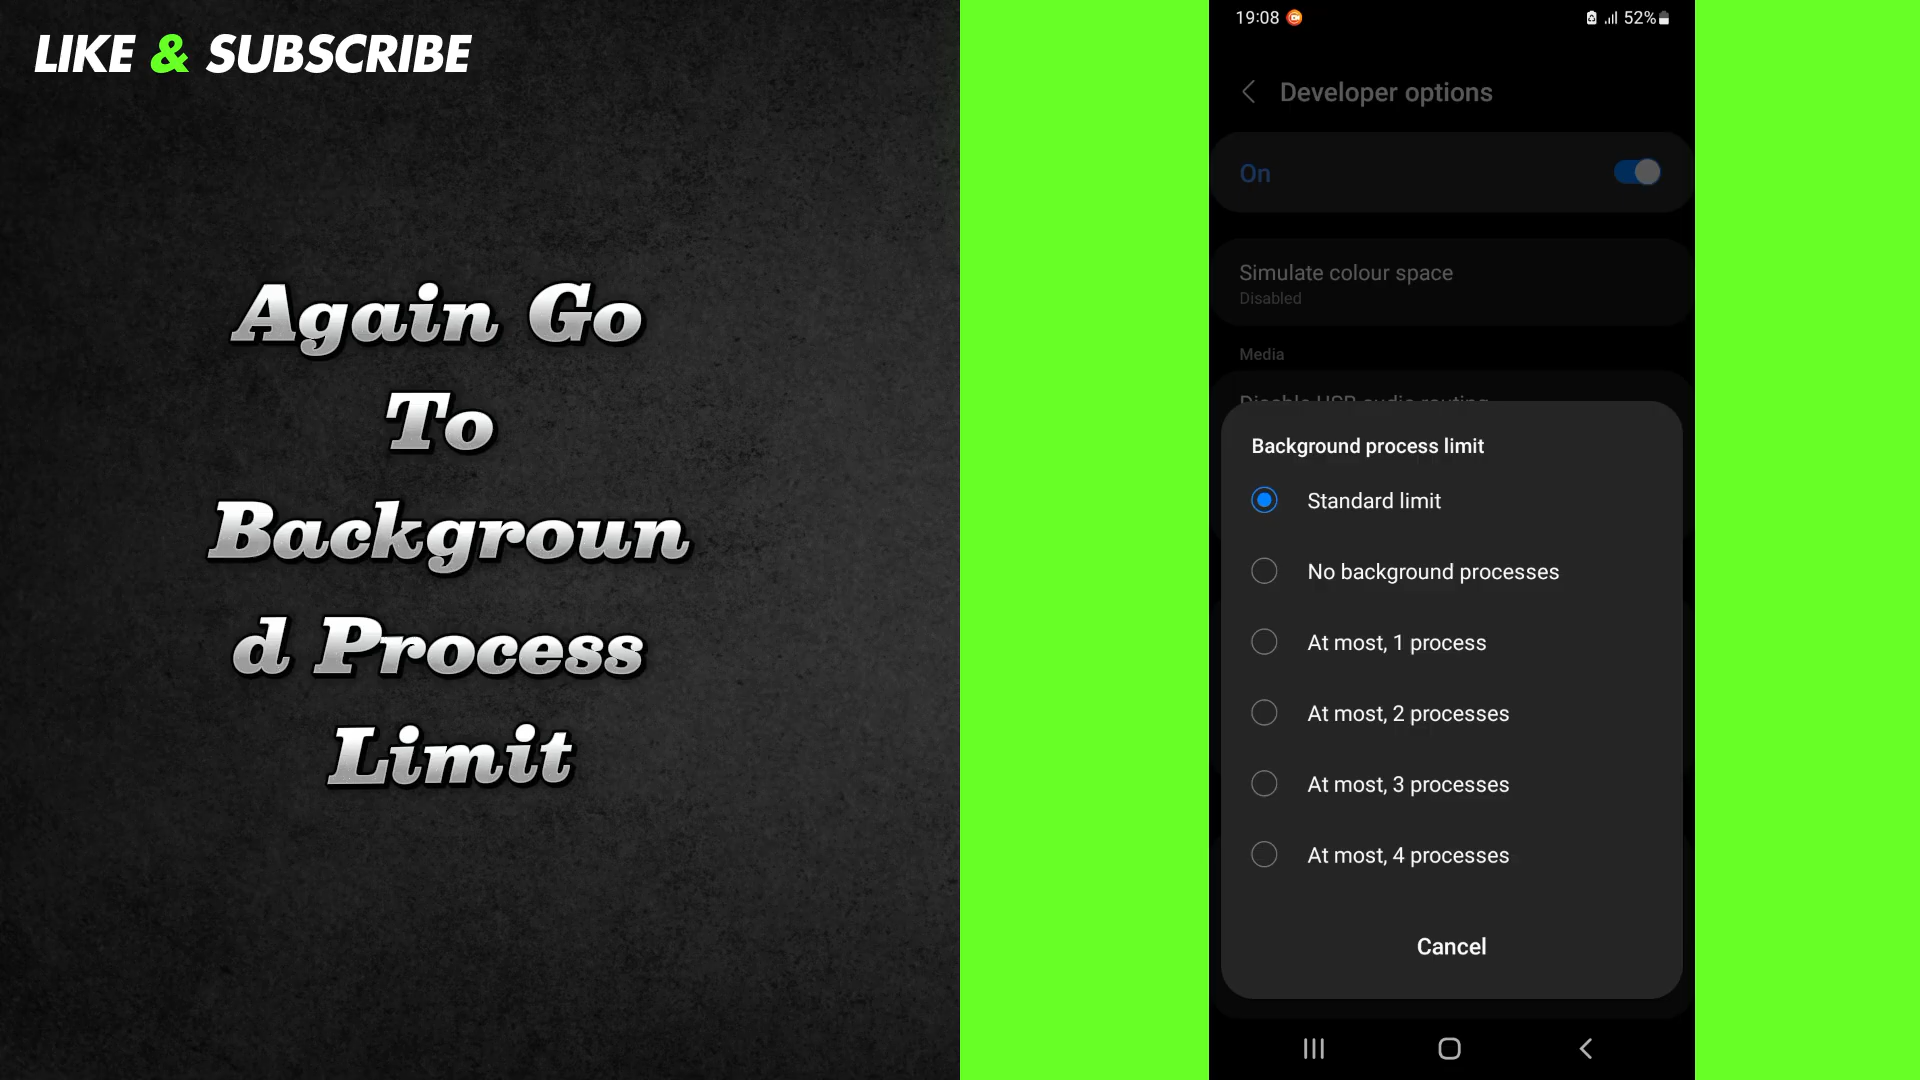 LIKE & SUBSCRIBE
Again Go
To
Backgroun
d Process
Limit
19:08
52%
Developer options
On
Simulate colour space
Disabled
Media
Disable USB audio routing
Background process limit
Standard limit
No background processes
At most, 1 process
At most, 2 processes
At most, 3 processes
At most, 4 processes
Cancel